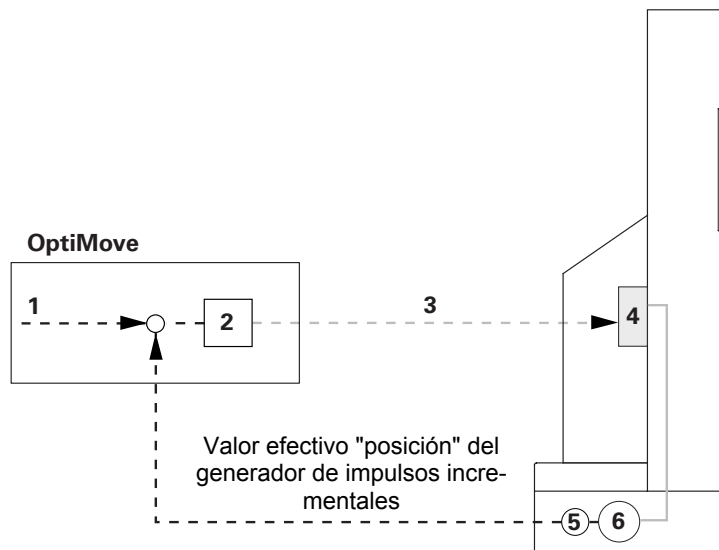 OptiMove
1
2
3
4
Valor efectivo "posición" del
generador de impulsos incre-
mentales
5
6